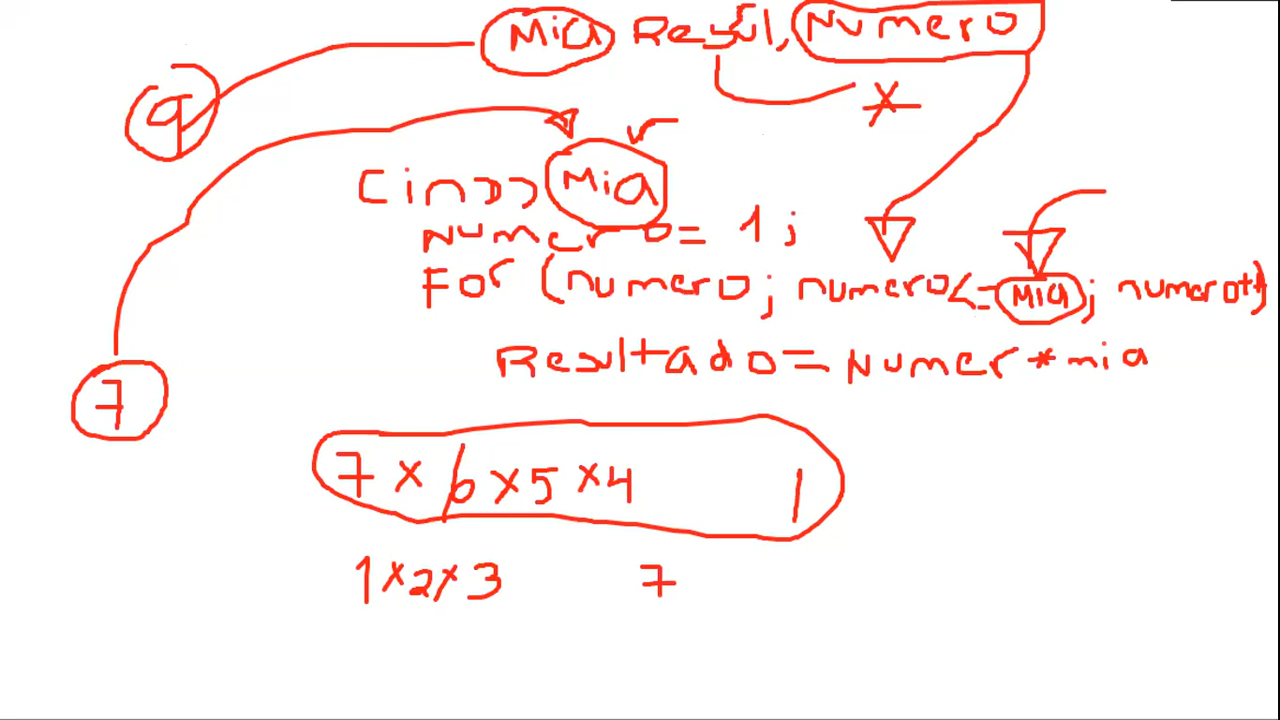 Mia Resul, Numero
9
*
Cin>> Mia
Numero = 1;
For (numero; numero<=Mia; numero++)
Resultado = Numer * mia
7
7 x 6 x 5 x 4 1
1 x 2 x 3 7